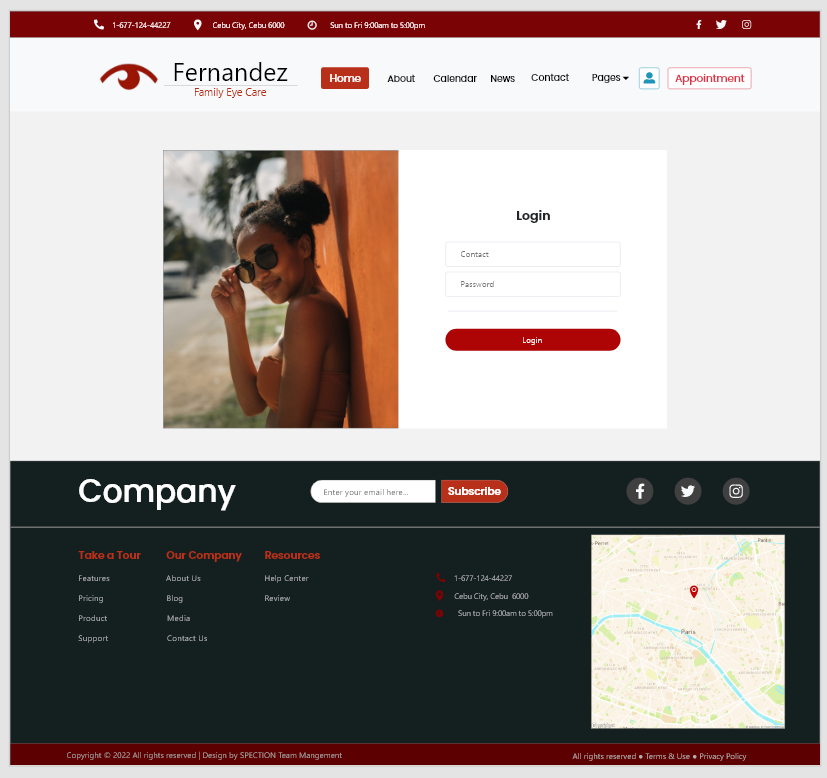 1-677-124-44227 Cebu City, Cebu 6000 Sun to Fri 9:00am to 5:00pm
Fernandez
Family Eye Care
Home About Calendar News Contact Pages Appointment
Login
Contact
Password
Login
Company Enter your email here... Subscribe
Take a Tour Our Company Resources
Features About Us Help Center 1-677-124-44227
Pricing Blog Review Cebu City, Cebu 6000
Product Media Sun to Fri 9:00am to 5:00pm
Support Contact Us
Paris
Copyright © 2022 All rights reserved | Design by SPECTION Team Mangement All rights reserved ● Terms & Use ● Privacy Policy